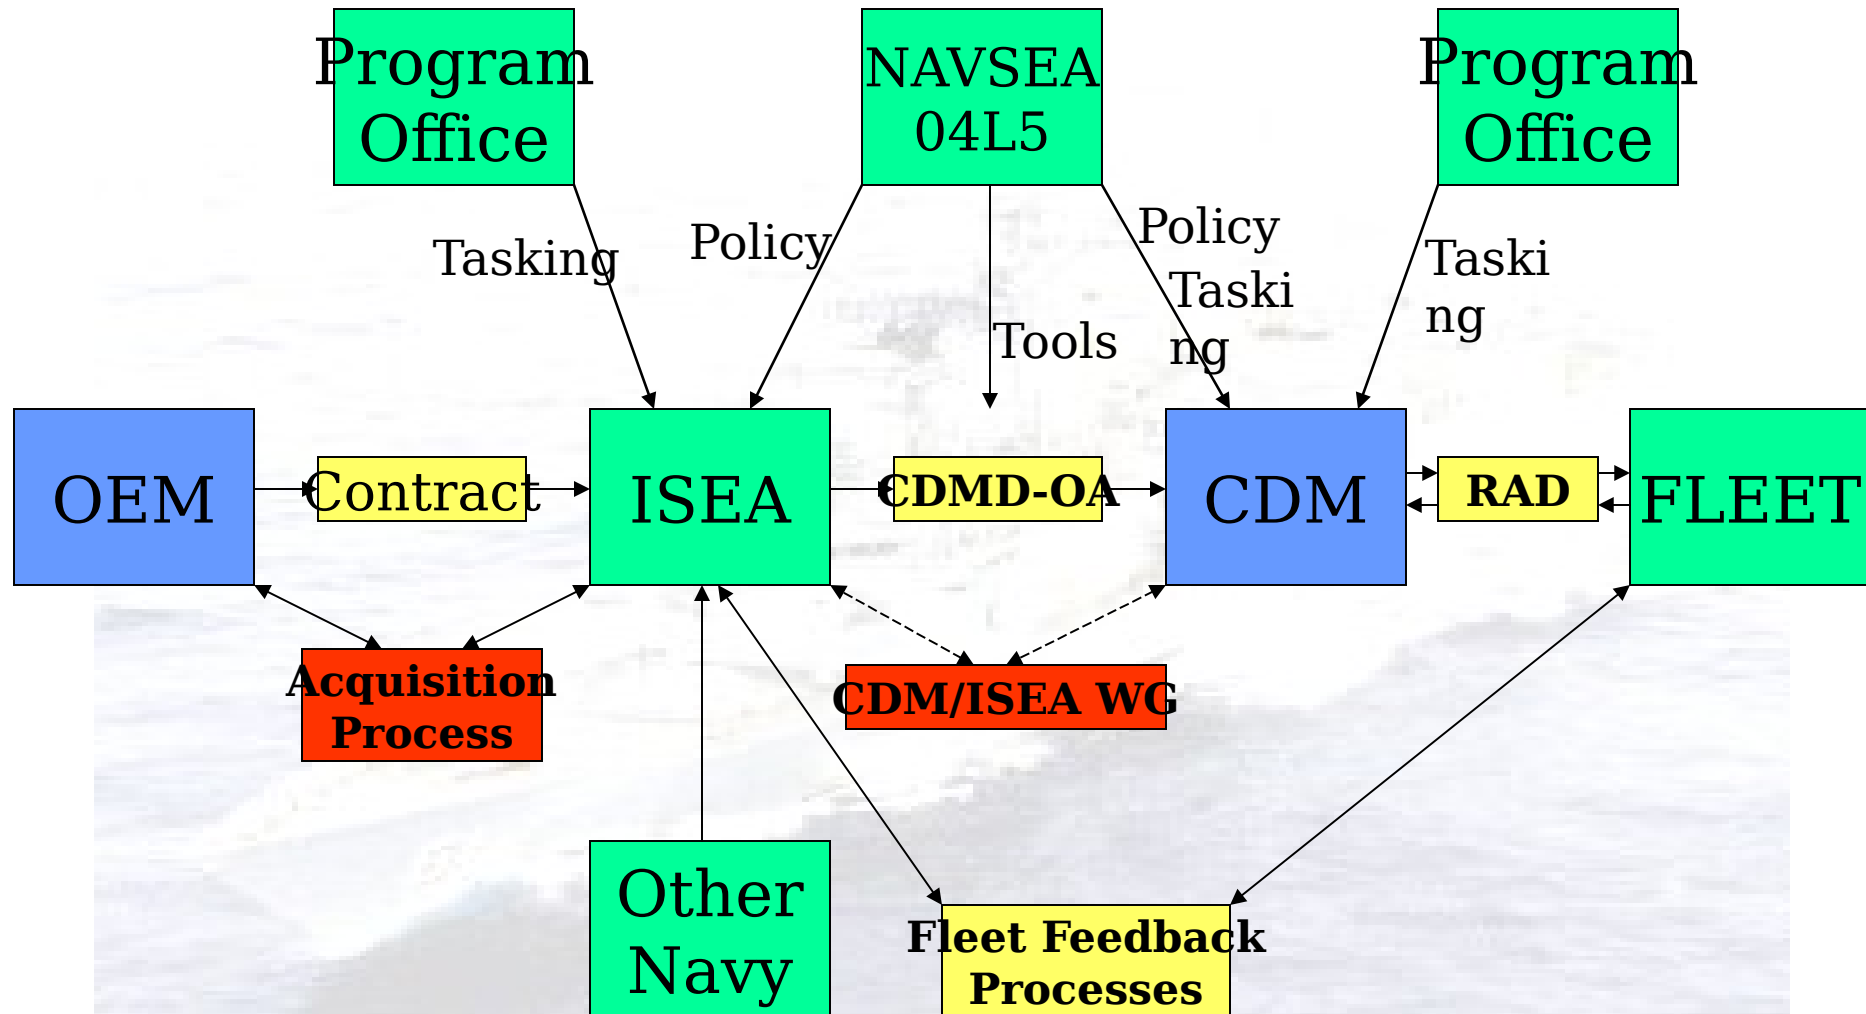 Program
Office
NAVSEA
04L5
Program
Office
Tasking
Policy
Tools
Policy
Taski
ng
Taski
ng
OEM
Contract
ISEA
CDMD-OA
CDM
RAD
FLEET
Acquisition
Process
CDM/ISEA WG
Other
Navy
Fleet Feedback
Processes